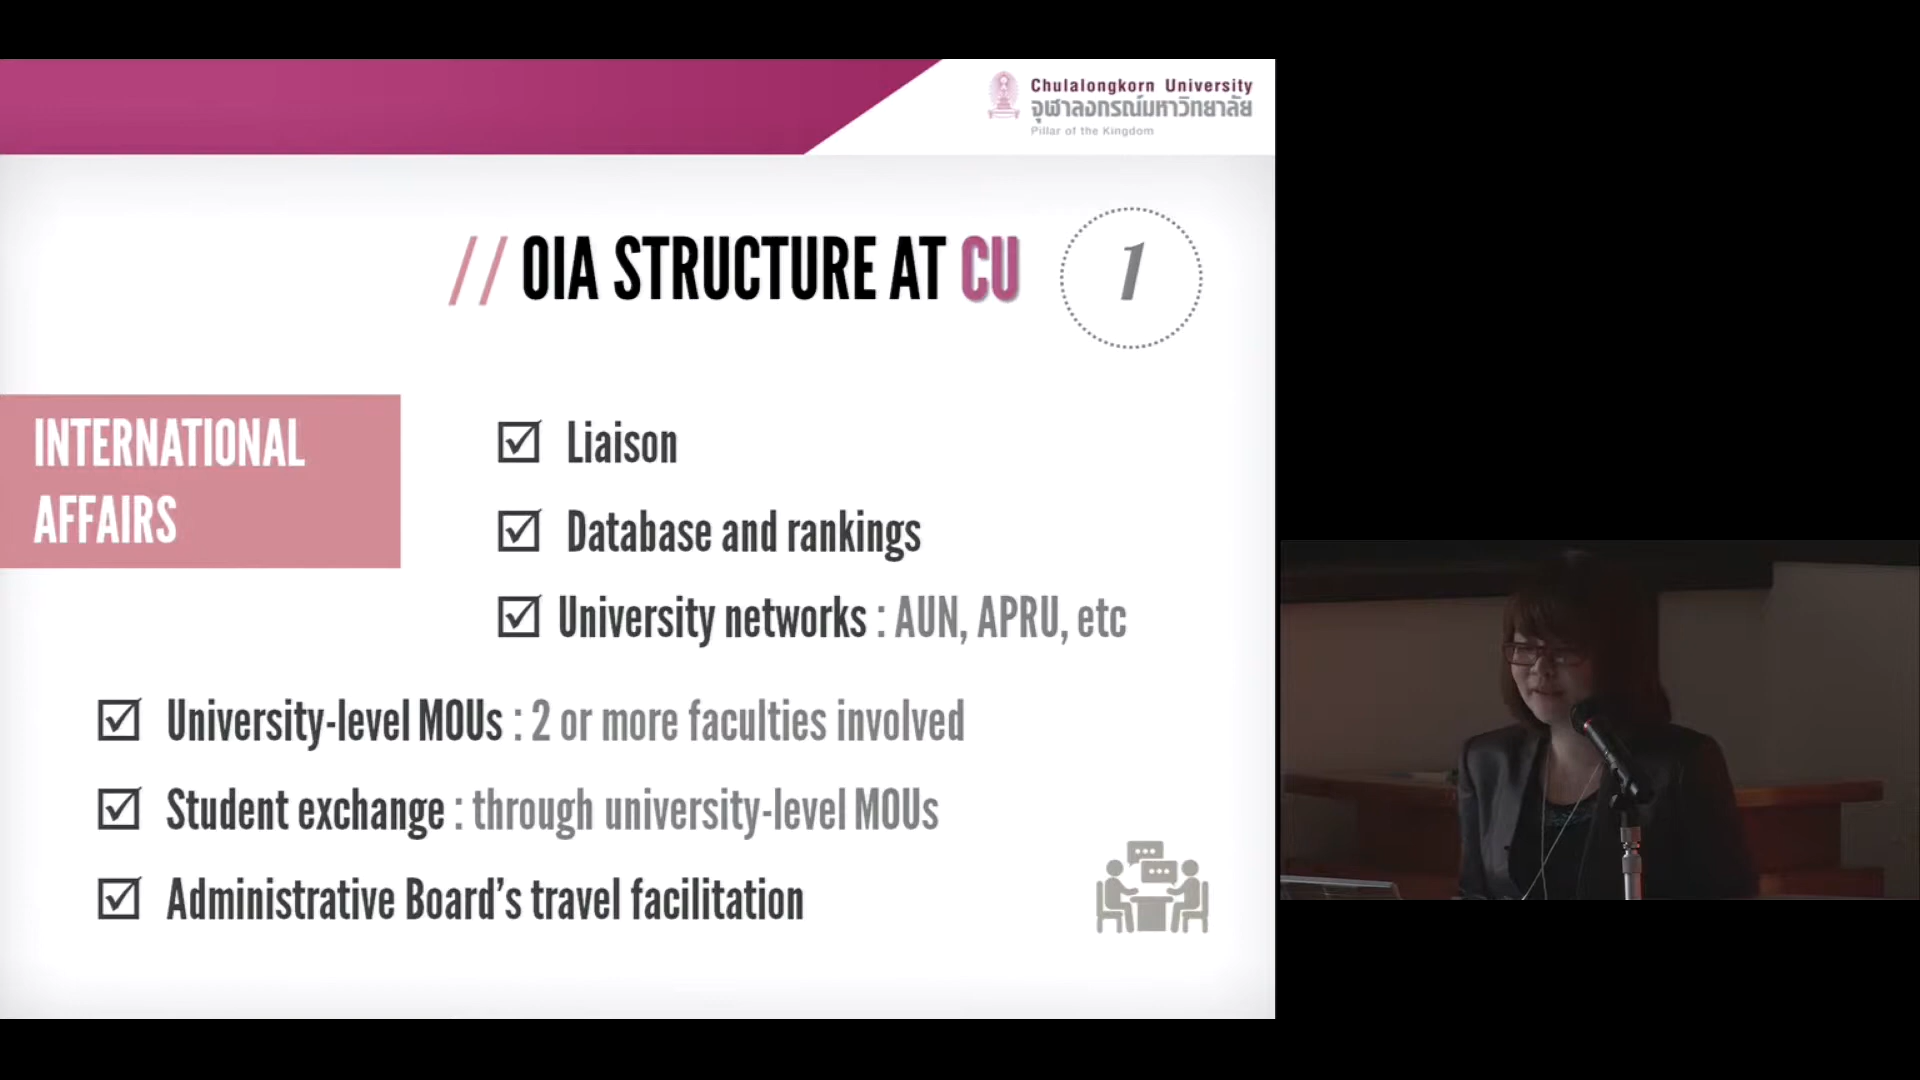 Chulalongkorn University
จุฬาลงกรณ์มหาวิทยาลัย
Pillar of the Kingdom
// OIA STRUCTURE AT CU
1
INTERNATIONAL
AFFAIRS
Liaison
Database and rankings
University networks : AUN, APRU, etc
University-level MOUs : 2 or more faculties involved
Student exchange : through university-level MOUs
Administrative Board's travel facilitation